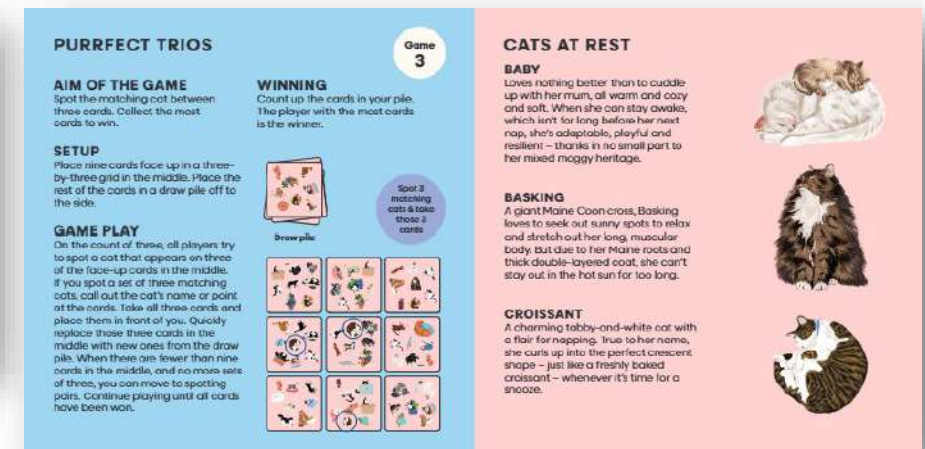 PURRFECT TRIOS
Game
3
AIM OF THE GAME
Spot the matching cat between
three cards. Collect the most
cards to win.
SETUP
Place nine cards face up in a three-
by-three grid in the middle. Place the
rest of the cards in a draw pile off to
the side.
GAME PLAY
On the count of three, all players try
to spot a cat that appears on three
of the face-up cards in the middle.
If you spot a set of three matching
cats, call out the cat's name or point
at the cards. Take all three cards and
place them in front of you. Quickly
replace those three cards in the
middle with new ones from the draw
pile. When there are fewer than nine
cards in the middle, and no more sets
of three, you can move to spotting
pairs. Continue playing until all cards
have been won.
WINNING
Count up the cards in your pile.
The player with the most cards
is the winner.
Draw pile
Spot 3
matching
cats & take
those 3
cards
CATS AT REST
BABY
Loves nothing better than to cuddle
up with her mum, all warm and cozy
and soft. When she can stay awake,
which isn't for long before her next
nap, she's adaptable, playful and
resilient – thanks in no small part to
her mixed moggy heritage.
BASKING
A giant Maine Coon cross, Basking
loves to seek out sunny spots to relax
and stretch out her long, muscular
body. But due to her Maine roots and
thick double-layered coat, she can't
stay out in the hot sun for too long.
CROISSANT
A charming tabby-and-white cat with
a flair for napping. True to her name,
she curls up into the perfect crescent
shape – just like a freshly baked
croissant – whenever it's time for a
snooze.